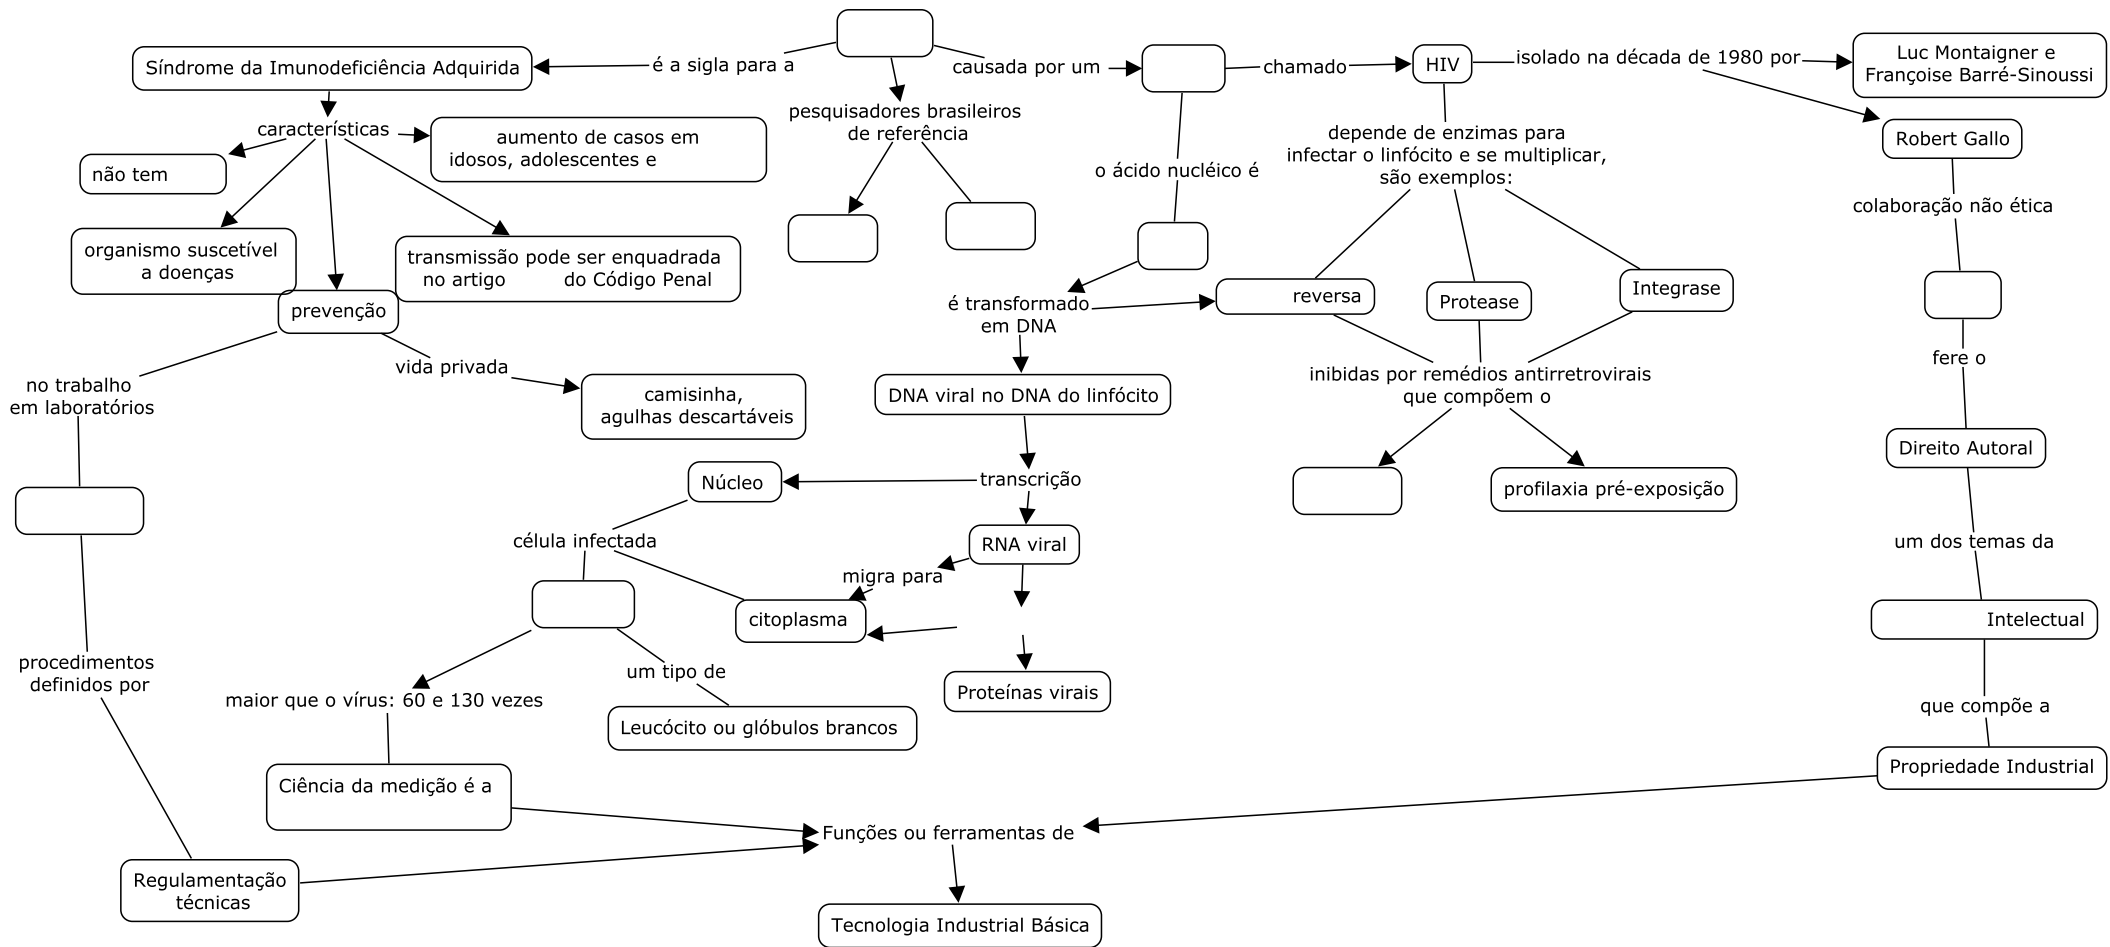 Síndrome da Imunodeficiência Adquirida
é a sigla para a
causada por um
chamado
HIV
isolado na década de 1980 por
Luc Montaigner e
Françoise Barré-Sinoussi
características
não tem
aumento de casos em
idosos, adolescentes e
pesquisadores brasileiros
de referência
depende de enzimas para
infectar o linfócito e se multiplicar,
são exemplos:
Robert Gallo
o ácido nucléico é
colaboração não ética
organismo suscetível
a doenças
transmissão pode ser enquadrada
no artigo do Código Penal
prevenção
é transformado
em DNA
reversa
Protease
Integrase
no trabalho
em laboratórios
vida privada
camisinha,
agulhas descartáveis
DNA viral no DNA do linfócito
inibidas por remédios antirretrovirais
que compõem o
fere o
Direito Autoral
Núcleo
transcrição
profilaxia pré-exposição
célula infectada
RNA viral
um dos temas da
migra para
citoplasma
Intelectual
procedimentos
definidos por
um tipo de
Proteínas virais
maior que o vírus: 60 e 130 vezes
Leucócito ou glóbulos brancos
que compõe a
Ciência da medição é a
Propriedade Industrial
Funções ou ferramentas de
Regulamentação
técnicas
Tecnologia Industrial Básica